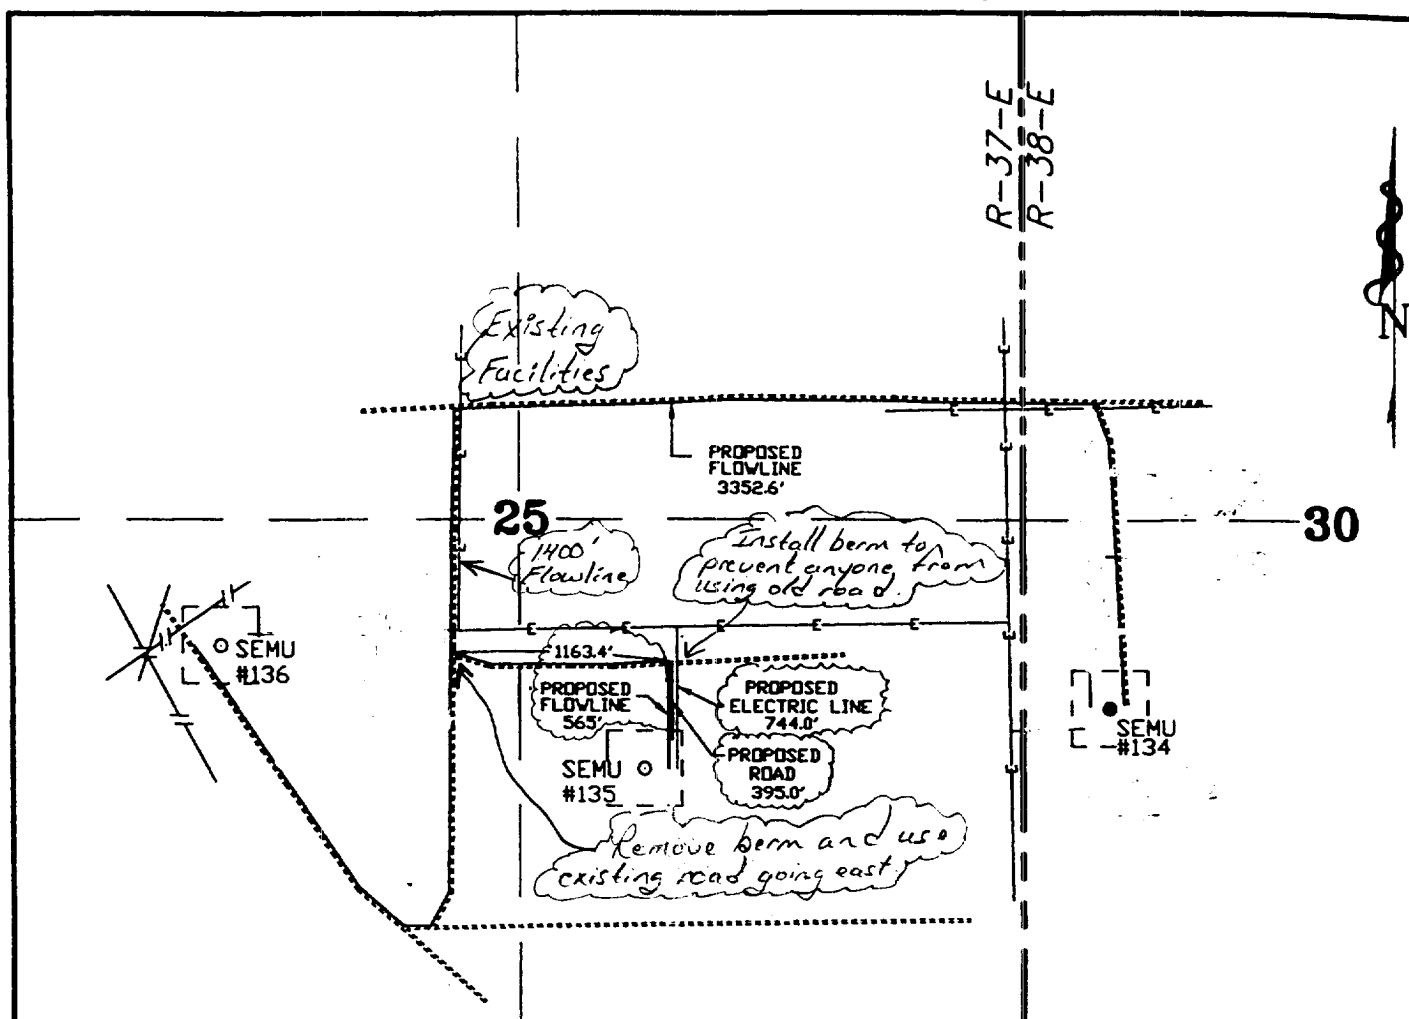 R-37-E
R-38-E
N
Existing
Facilities
PROPOSED
FLOWLINE
3352.6'
25
30
1400'
Flowline
Install berm to
prevent anyone from
using old road.
E
E
E
E
E
E
E
E
1163.4'
SEMU
#136
PROPOSED
FLOWLINE
565'
PROPOSED
ELECTRIC LINE
744.0'
PROPOSED
ROAD
395.0'
SEMU
#135
SEMU
#134
Remove berm and use
existing road going east.